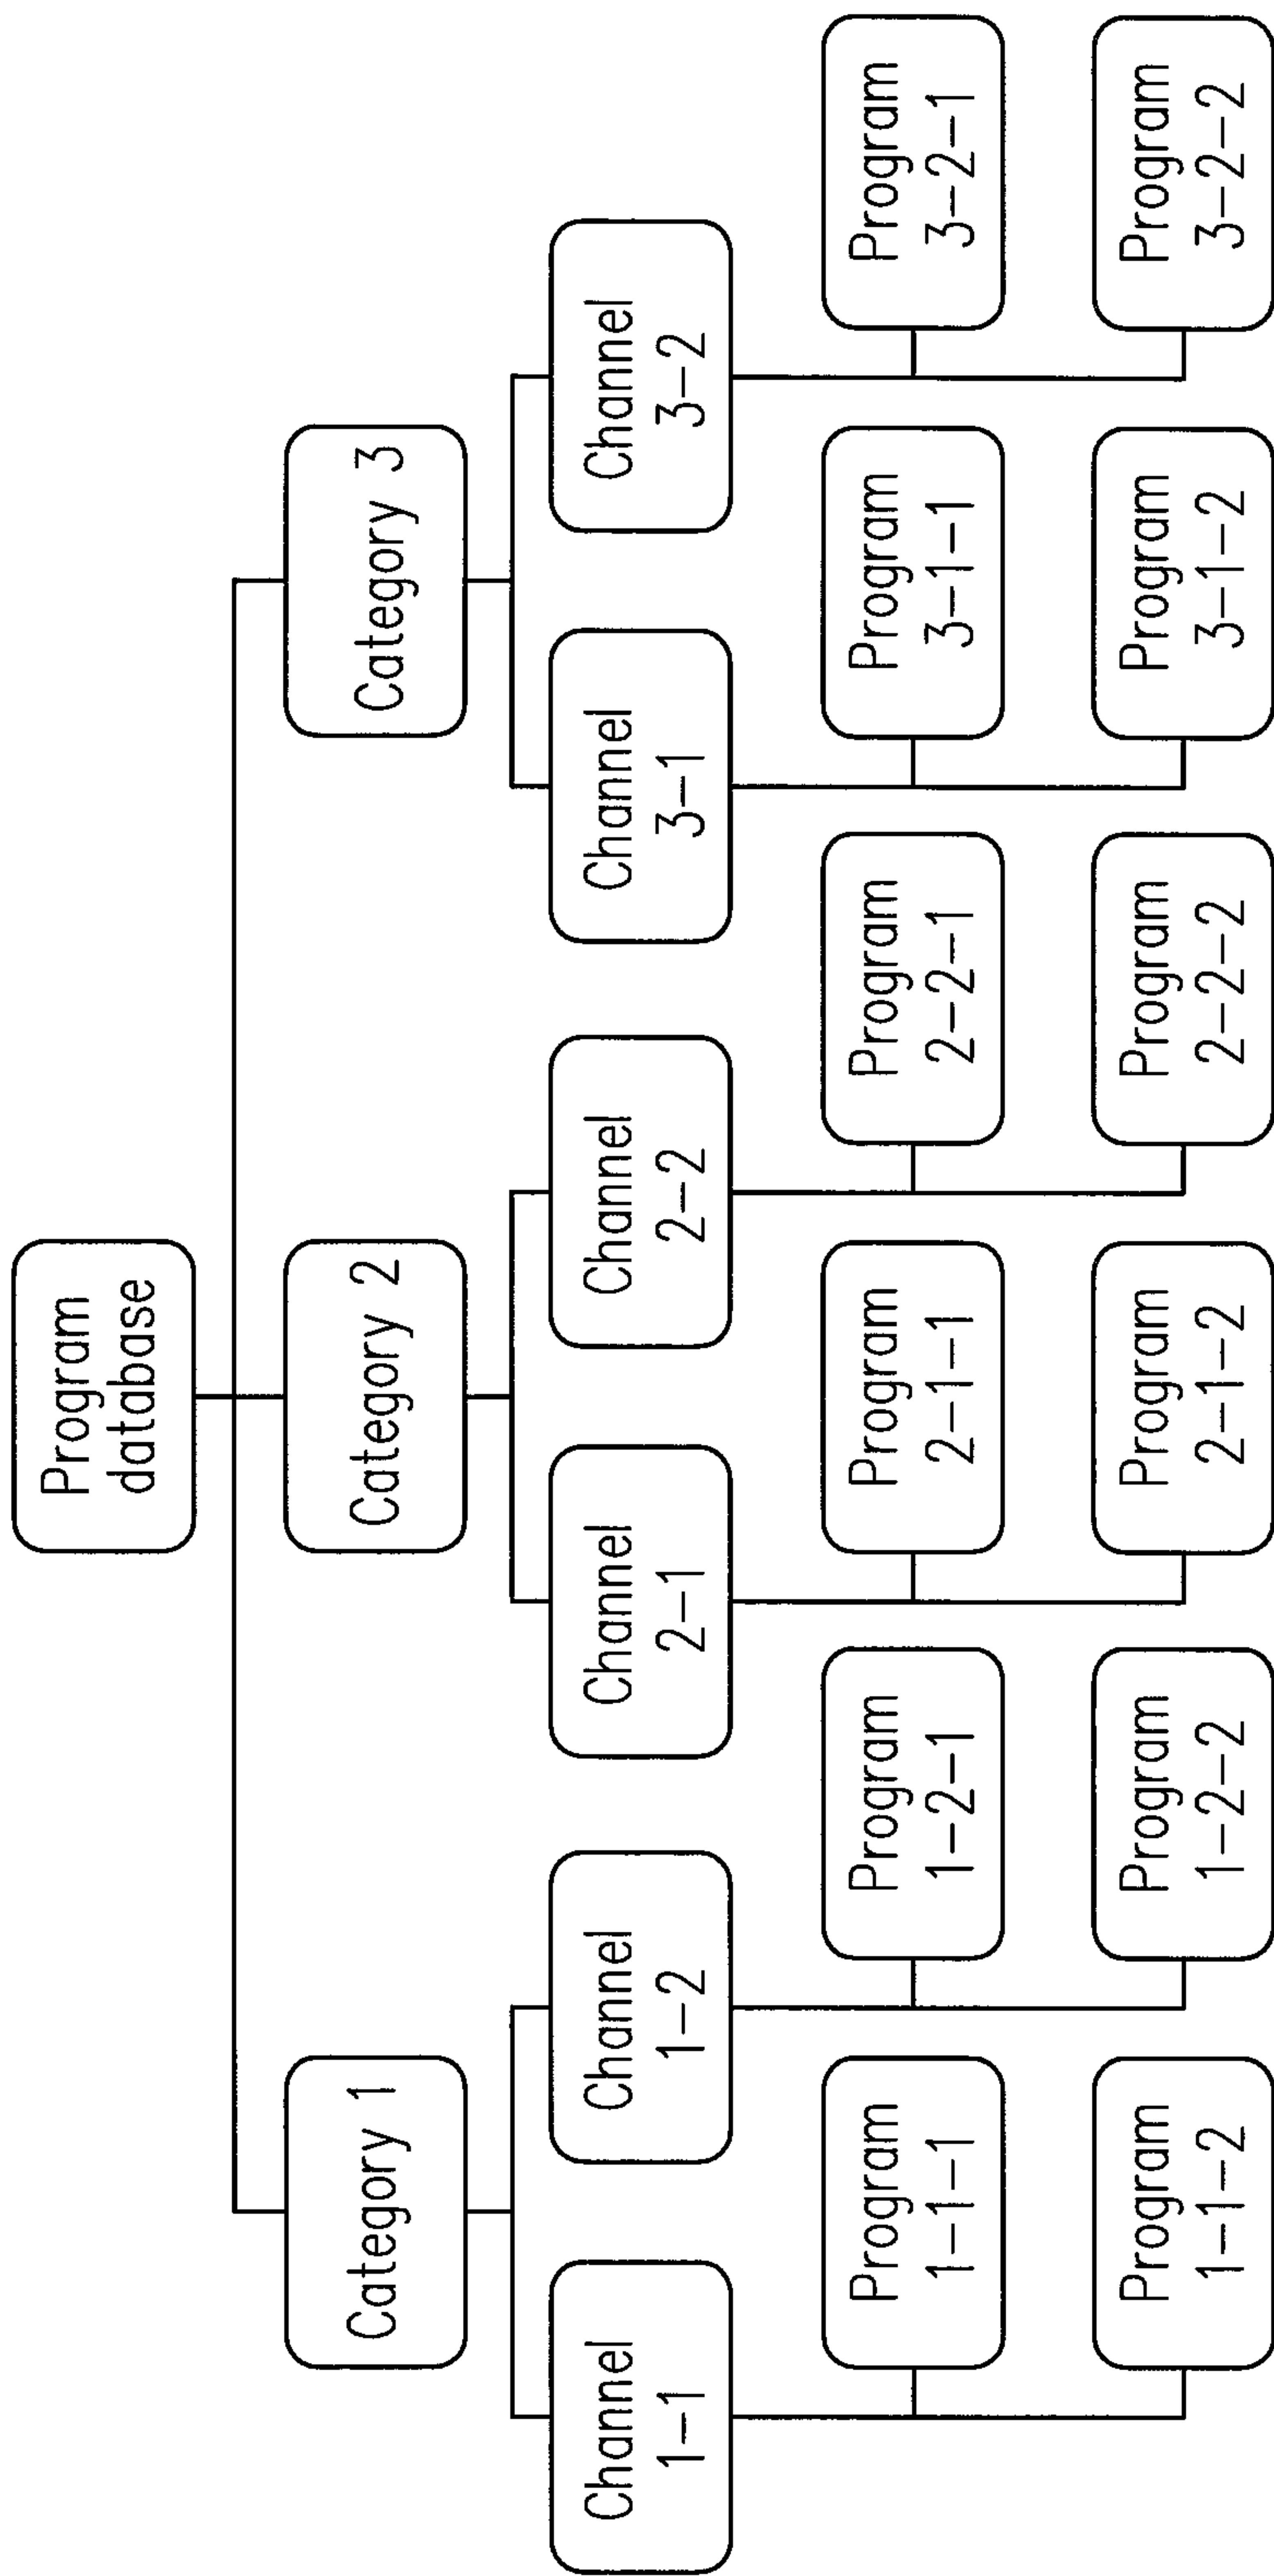 Program
database
Category 1
Category 2
Category 3
Channel
1-1
Channel
1-2
Channel
2-1
Channel
2-2
Channel
3-1
Channel
3-2
Program
1-1-1
Program
1-2-1
Program
2-1-1
Program
2-2-1
Program
3-1-1
Program
3-2-1
Program
1-1-2
Program
1-2-2
Program
2-1-2
Program
2-2-2
Program
3-1-2
Program
3-2-2